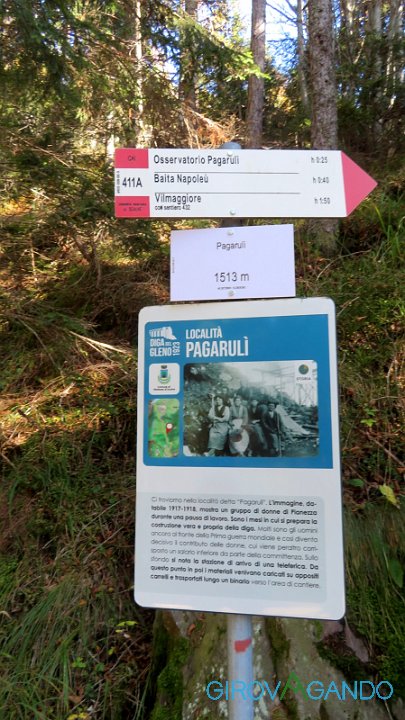 CAI
411A
Osservatorio Pagarulì h 0:25
Baita Napoleù h 0:40
Vilmaggiore h 1:50
con sentiero 432
Pagarulì
1513 m
DIGA DEL
GLENO 1923
LOCALITÀ
PAGARULÌ
STORIA
Ci troviamo nella località detta "Pagarulì". L'immagine, da-
tabile 1917-1918, mostra un gruppo di donne di Pianezza
durante una pausa di lavoro. Sono i mesi in cui si prepara la
costruzione vera e propria della diga. Molti sono gli uomini
ancora al fronte della Prima guerra mondiale e così diventa
decisivo il contributo delle donne, cui viene peraltro corri-
sposto un salario inferiore da parte della committenza. Sullo
sfondo si nota la stazione di arrivo di una teleferica. Da
questo punto in poi i materiali venivano caricati su appositi
carrelli e trasportati lungo un binario verso l'area di cantiere.
GIROVAGANDO